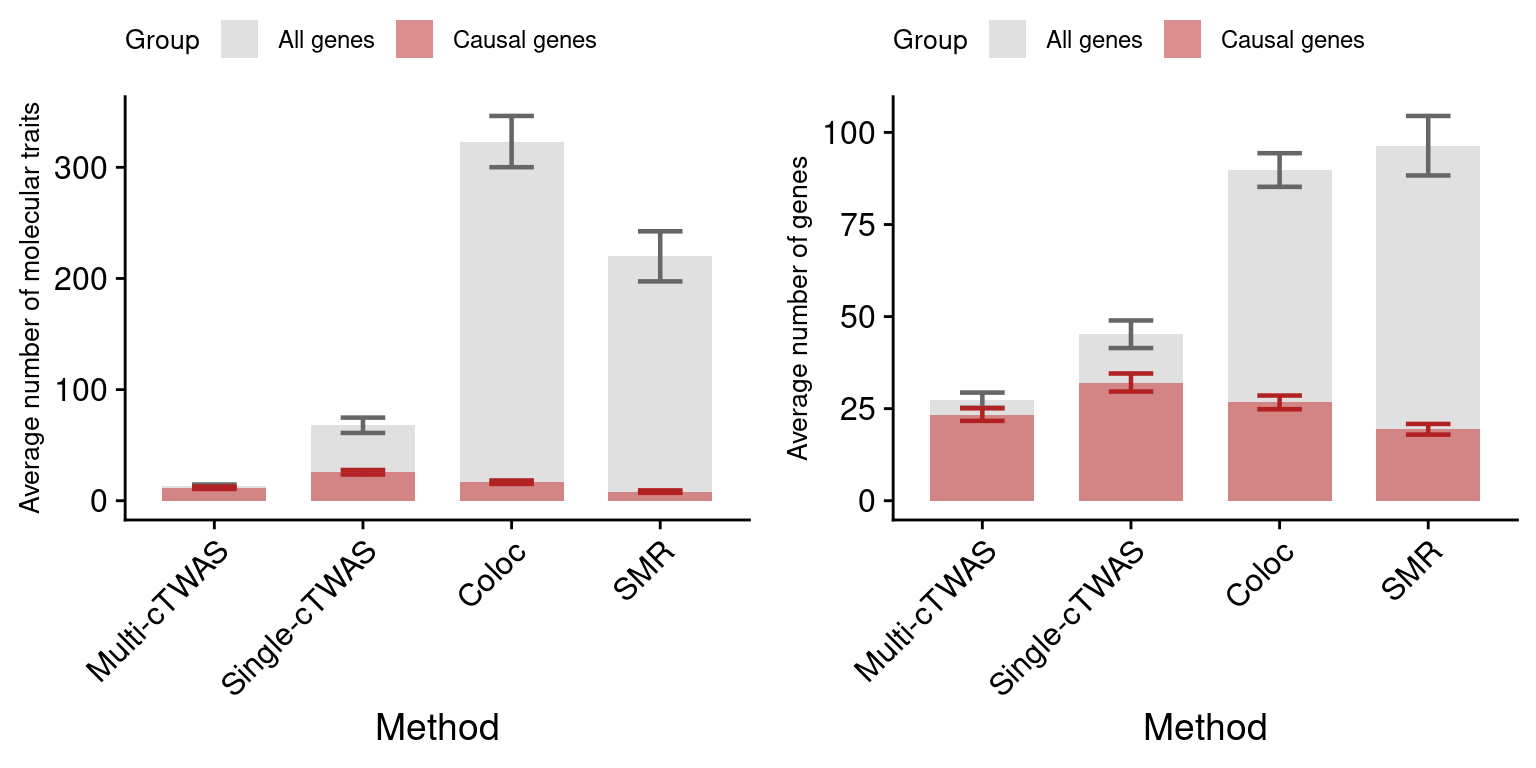 Group All genes Causal genes
Average number of molecular traits
300
200
100
0
Multi-cTWAS
Single-cTWAS
Coloc
SMR
Method
Group All genes Causal genes
Average number of genes
100
75
50
25
0
Multi-cTWAS
Single-cTWAS
Coloc
SMR
Method